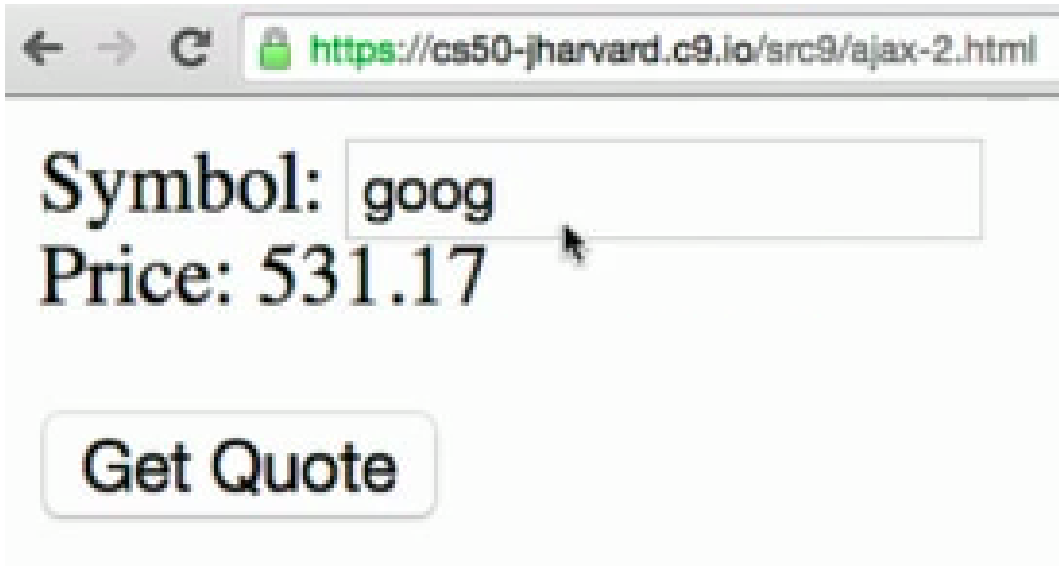 https://cs50-jharvard.c9.io/src9/ajax-2.html
Symbol: goog
Price: 531.17
Get Quote